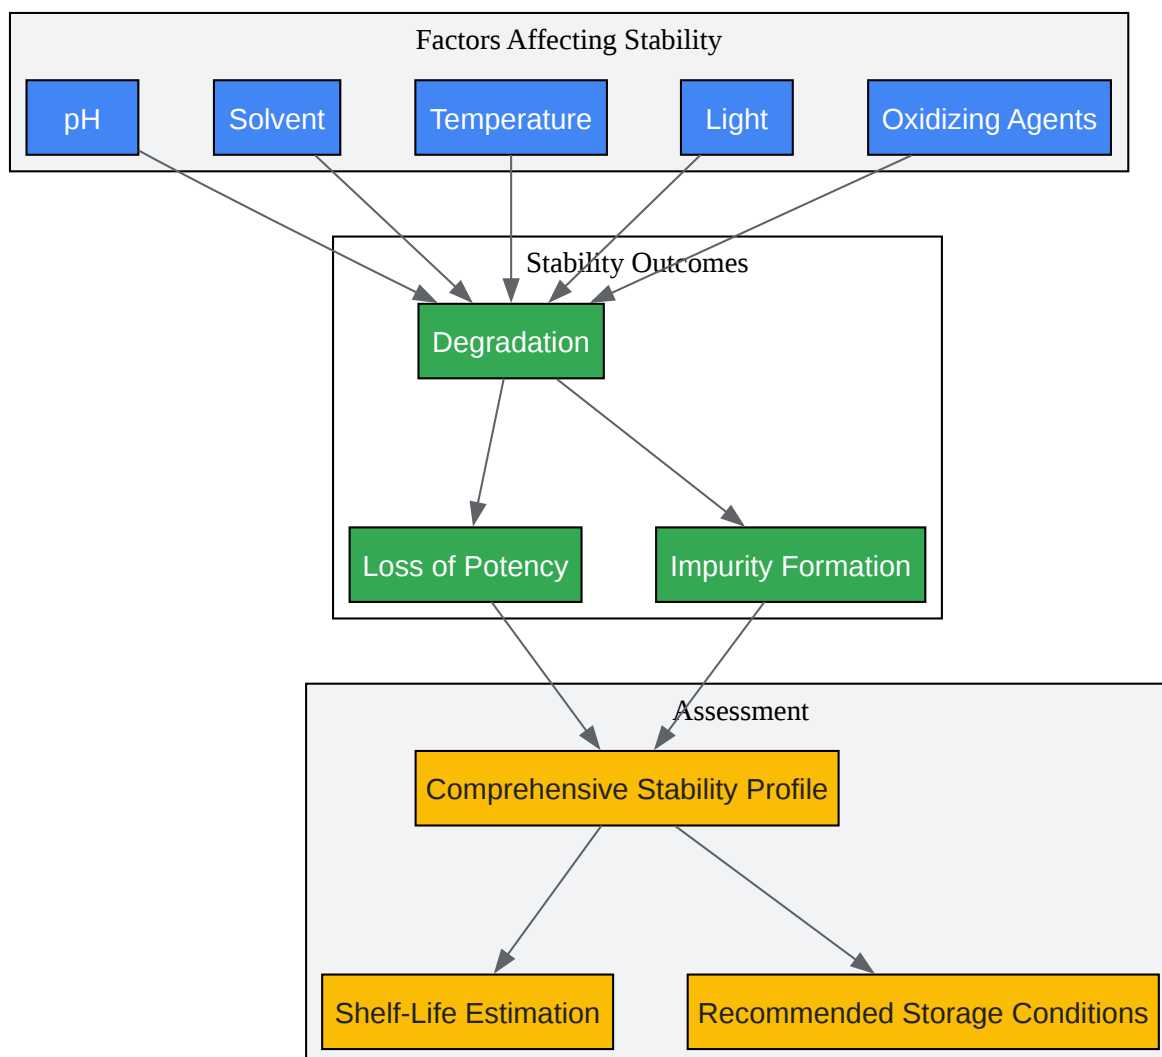 Factors Affecting Stability
pH
Solvent
Temperature
Light
Oxidizing Agents
Stability Outcomes
Degradation
Loss of Potency
Impurity Formation
Assessment
Comprehensive Stability Profile
Shelf-Life Estimation
Recommended Storage Conditions